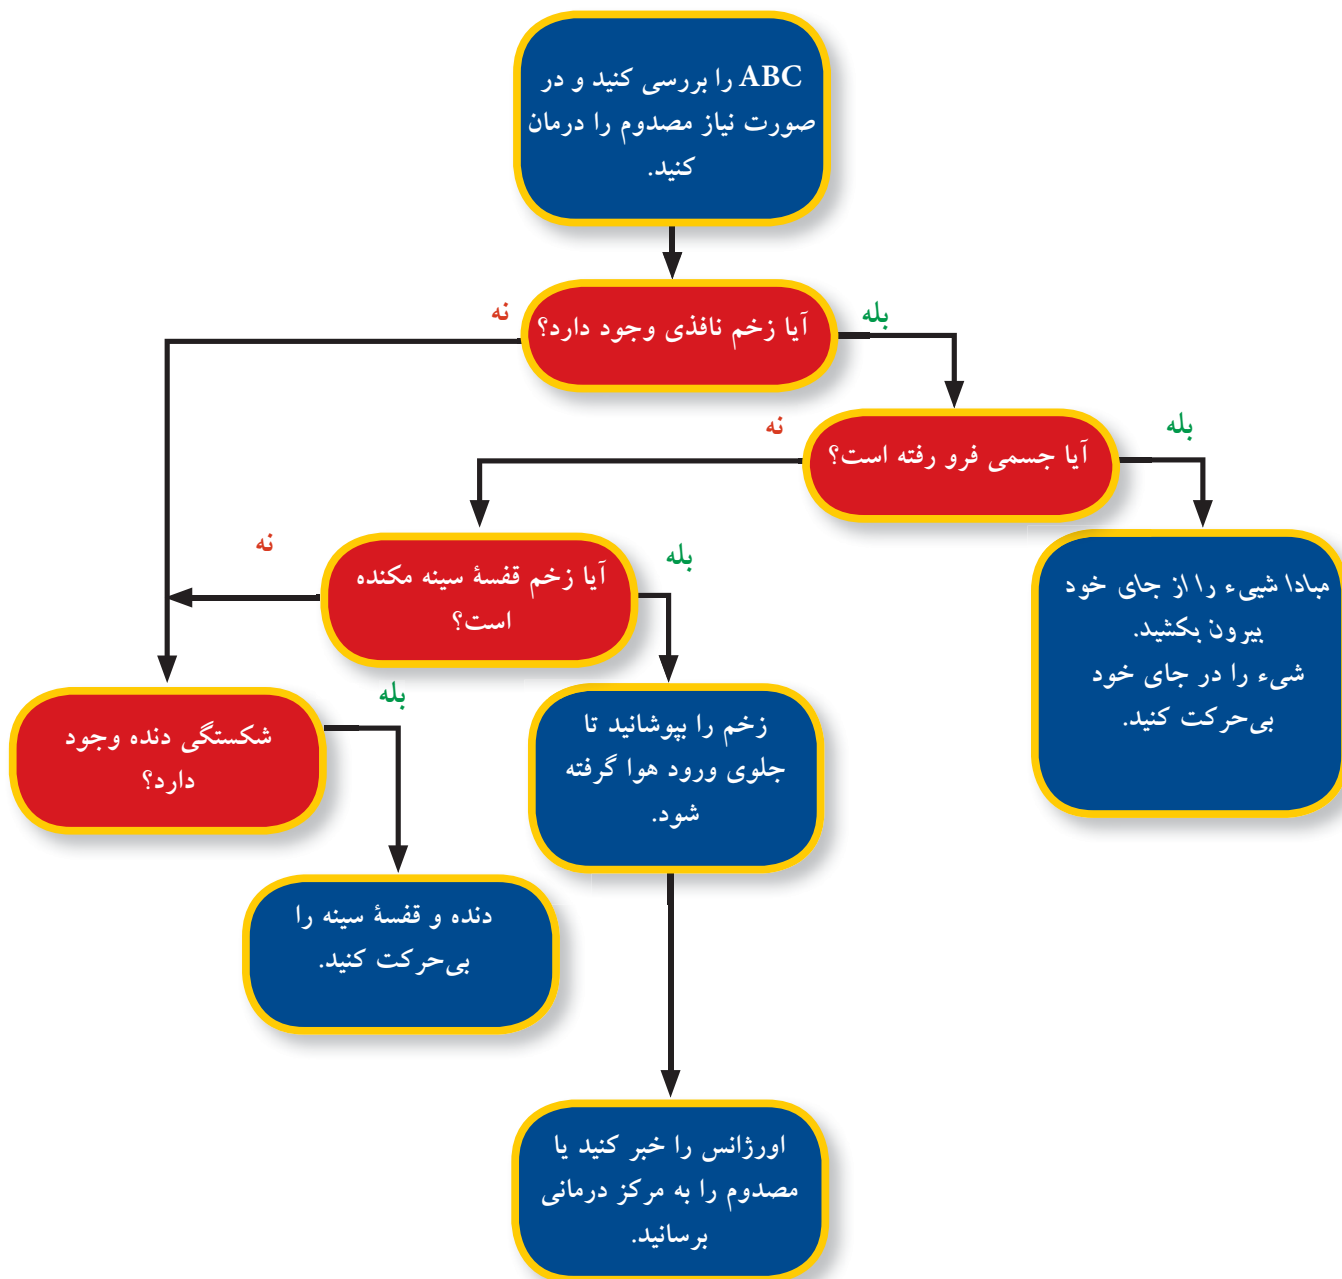 ABC را بررسی کنید و در
صورت نیاز مصدوم را درمان
کنید.
آیا زخم نافذی وجود دارد؟
بله
نه
آیا جسمی فرو رفته است؟
بله
نه
مبادا شییء را از جای خود
بیرون بکشید.
شیء را در جای خود
بی‌حرکت کنید.
آیا زخم قفسهٔ سینه مکنده
است؟
بله
نه
زخم را بپوشانید تا
جلوی ورود هوا گرفته
شود.
شکستگی دنده وجود
دارد؟
بله
دنده و قفسهٔ سینه را
بی‌حرکت کنید.
اورژانس را خبر کنید یا
مصدوم را به مرکز درمانی
برسانید.